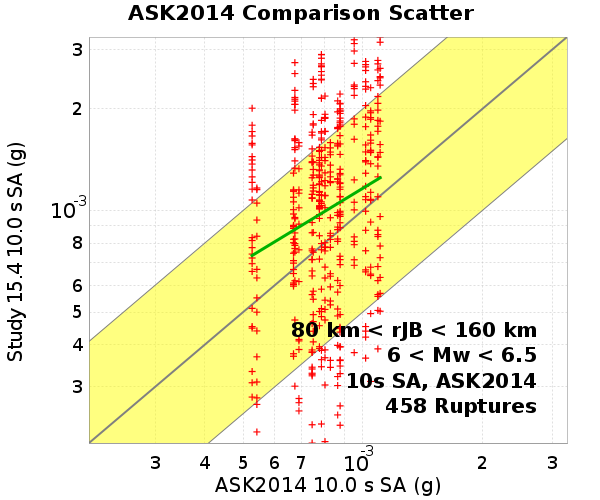 ASK2014 Comparison Scatter
Study 15.4 10.0 s SA (g)
3
2
10-3
8
6
5
4
3
80 km < rJB < 160 km
6 < Mw < 6.5
10s SA, ASK2014
458 Ruptures
3 4 5 6 7 10-3 2 3
ASK2014 10.0 s SA (g)